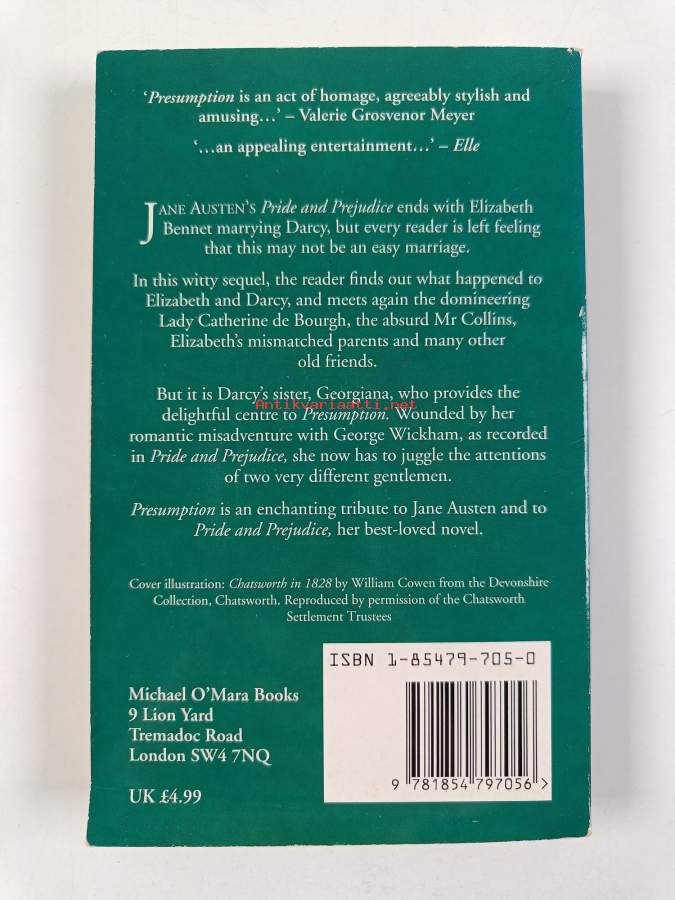 ‘Presumption is an act of homage, agreeably stylish and
amusing…’ – Valerie Grosvenor Meyer
‘…an appealing entertainment…’ – Elle
JANE AUSTEN’S Pride and Prejudice ends with Elizabeth
Bennet marrying Darcy, but every reader is left feeling
that this may not be an easy marriage.
In this witty sequel, the reader finds out what happened to
Elizabeth and Darcy, and meets again the domineering
Lady Catherine de Bourgh, the absurd Mr Collins,
Elizabeth’s mismatched parents and many other
old friends.
But it is Darcy’s sister, Georgiana, who provides the
delightful centre to Presumption. Wounded by her
Antikvariaatti.net
romantic misadventure with George Wickham, as recorded
in Pride and Prejudice, she now has to juggle the attentions
of two very different gentlemen.
Presumption is an enchanting tribute to Jane Austen and to
Pride and Prejudice, her best-loved novel.
Cover illustration: Chatsworth in 1828 by William Cowen from the Devonshire
Collection, Chatsworth. Reproduced by permission of the Chatsworth
Settlement Trustees
ISBN 1-85479-705-0
Michael O’Mara Books
9 Lion Yard
Tremadoc Road
London SW4 7NQ
UK £4.99
9 781854 797056 >